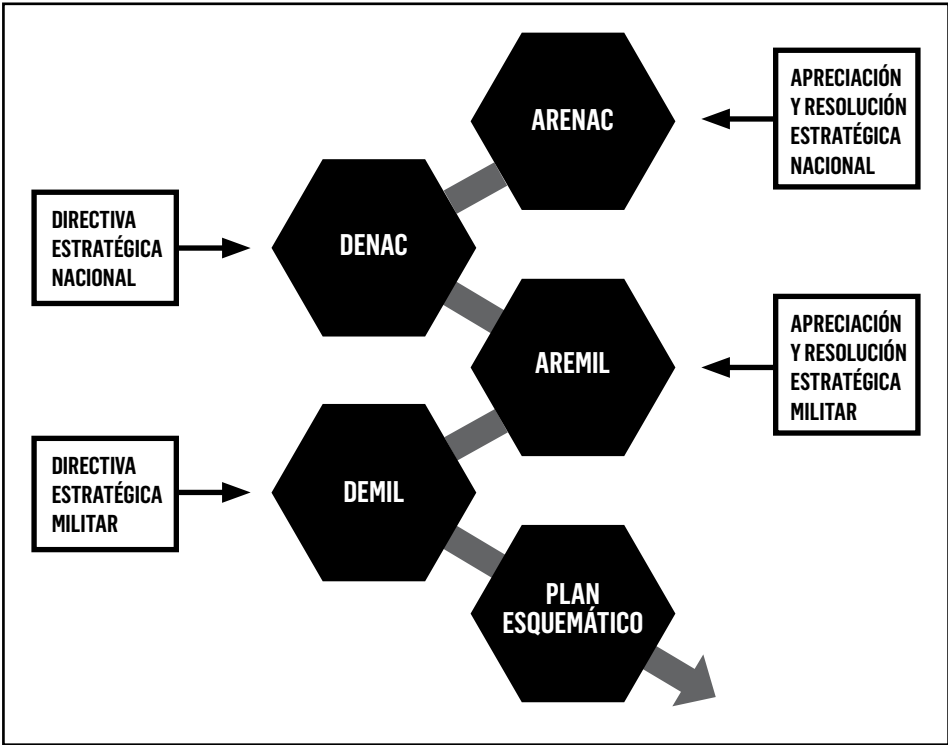 ARENAC
APRECIACIÓN
Y RESOLUCIÓN
ESTRATÉGICA
NACIONAL
DIRECTIVA
ESTRATÉGICA
NACIONAL
DENAC
AREMIL
APRECIACIÓN
Y RESOLUCIÓN
ESTRATÉGICA
MILITAR
DIRECTIVA
ESTRATÉGICA
MILITAR
DEMIL
PLAN
ESQUEMÁTICO